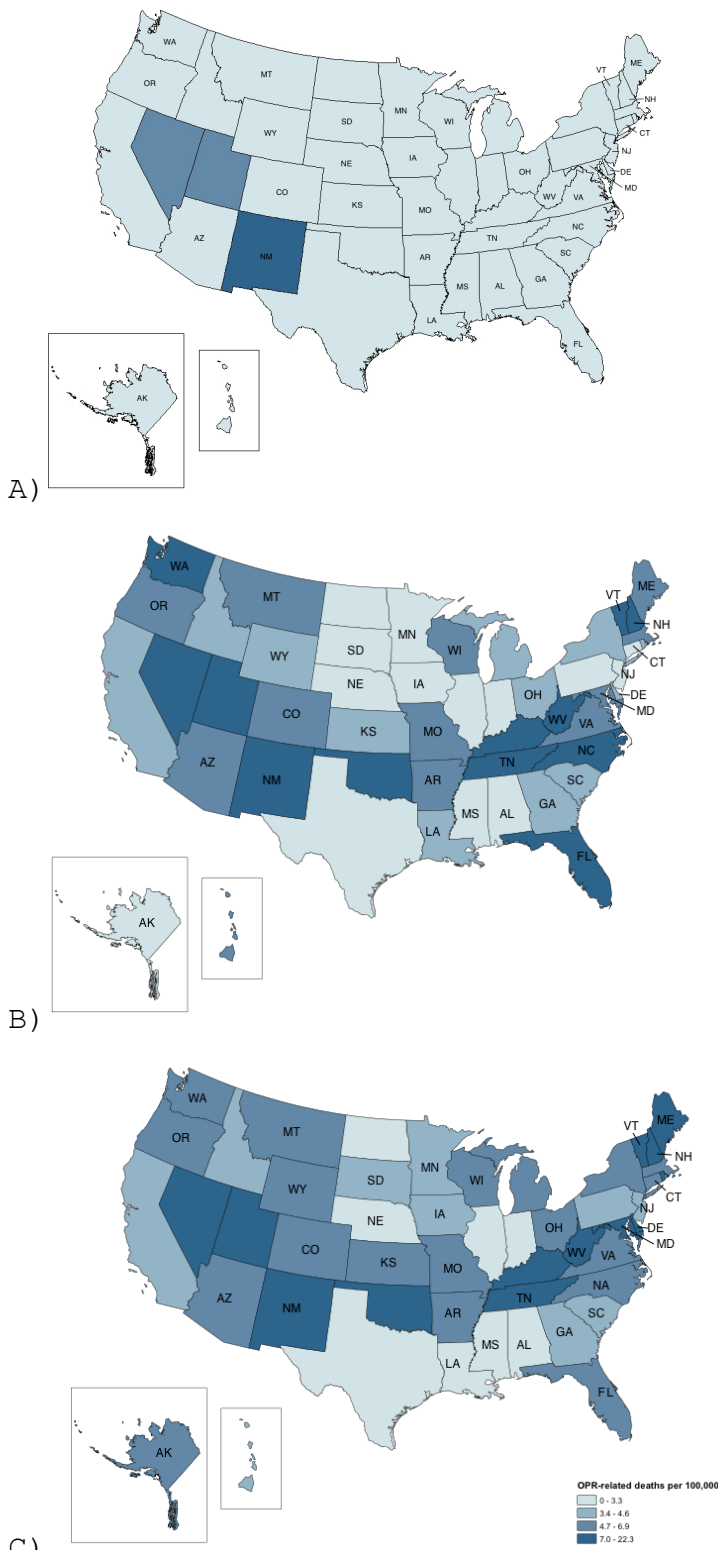 WA
MT
ME
VT
OR
MN
NH
WI
SD
WY
CT
IA
NE
NJ
OH
DE
CO
MD
WV
VA
KS
MO
NC
TN
AZ
AR
NM
SC
MS
AL
GA
LA
FL
AK
A)
WA
ME
VT
MT
OR
NH
MN
WI
SD
CT
WY
IA
NJ
NE
OH
DE
MD
CO
WV
VA
KS
MO
NC
TN
AZ
NM
AR
SC
GA
MS
AL
LA
FL
AK
B)
WA
ME
VT
MT
OR
NH
MN
WI
SD
CT
WY
IA
NJ
NE
OH
DE
MD
CO
WV
VA
KS
MO
NA
TN
AZ
NM
AR
SC
GA
MS
AL
LA
FL
AK
OPR-related deaths per 100,000
0 - 3.3
3.4 - 4.6
4.7 - 6.9
7.0 - 22.3
C)